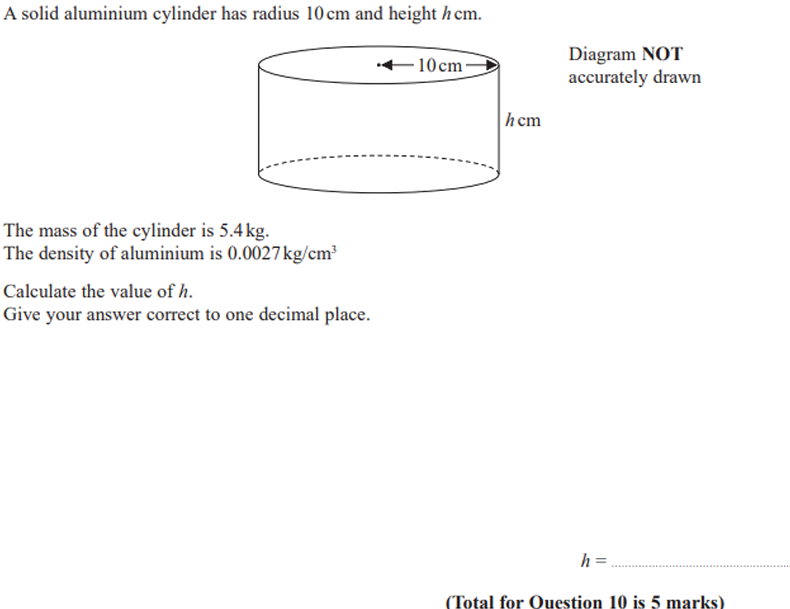 A solid aluminium cylinder has radius 10 cm and height h cm.
Diagram NOT
accurately drawn
10 cm
h cm
The mass of the cylinder is 5.4 kg.
The density of aluminium is 0.0027 kg/cm³
Calculate the value of h.
Give your answer correct to one decimal place.
h = ........................................
(Total for Question 10 is 5 marks)